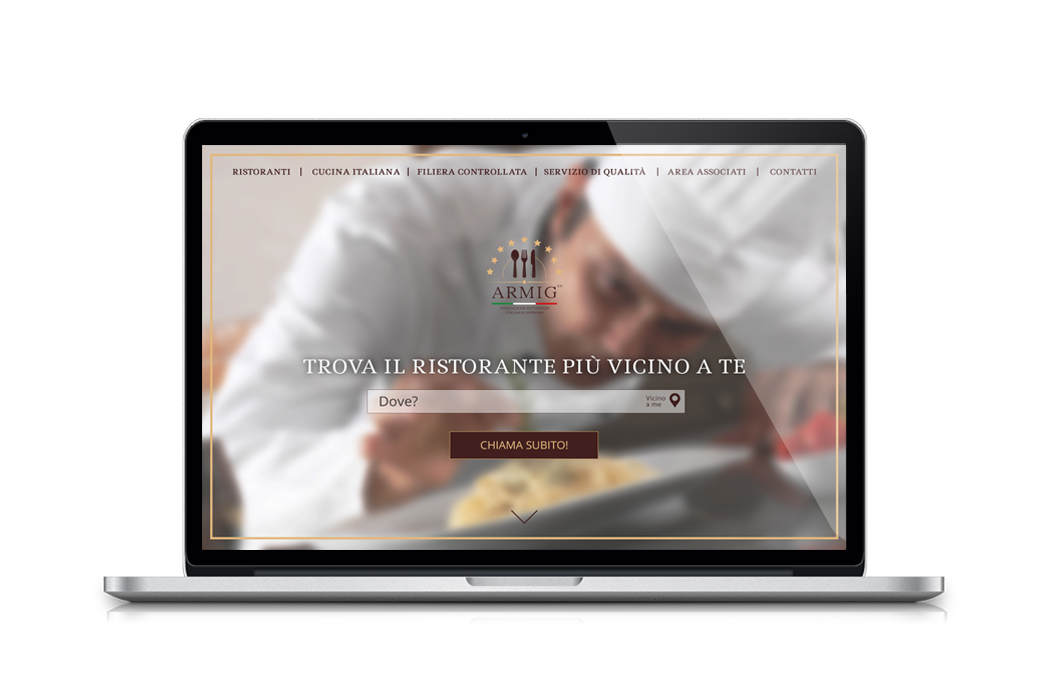 RISTORANTI | CUCINA ITALIANA | FILIERA CONTROLLATA | SERVIZIO DI QUALITÀ | AREA ASSOCIATI | CONTATTI
ARMIG
TROVA IL RISTORANTE PIÙ VICINO A TE
Dove?
Vicino
a me
CHIAMA SUBITO!